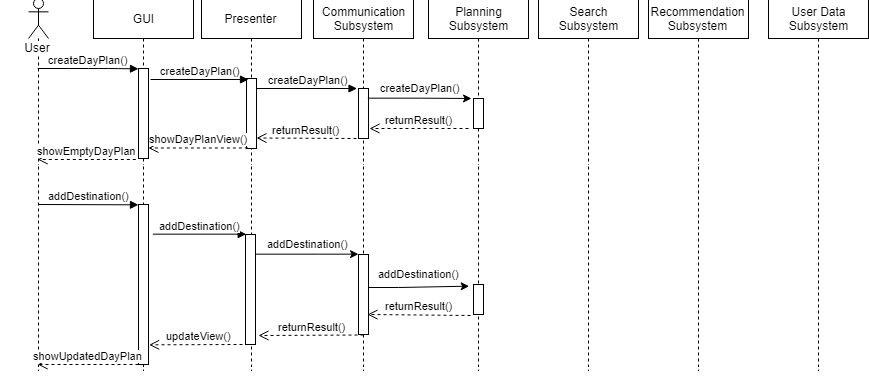 GUI
Presenter
Communication
Subsystem
Planning
Subsystem
Search
Subsystem
Recommendation
Subsystem
User Data
Subsystem
User
createDayPlan()
createDayPlan()
createDayPlan()
createDayPlan()
returnResult()
returnResult()
showDayPlanView()
showEmptyDayPlan
addDestination()
addDestination()
addDestination()
addDestination()
returnResult()
returnResult()
updateView()
showUpdatedDayPlan